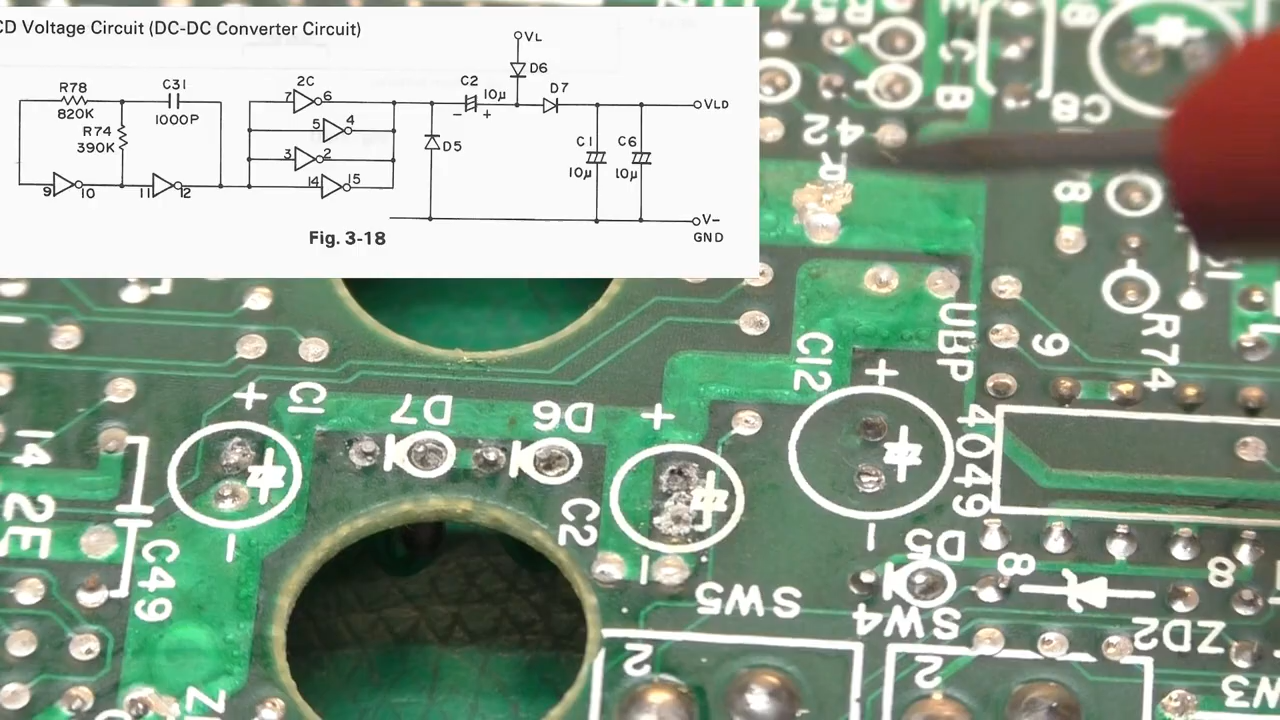 CD Voltage Circuit (DC-DC Converter Circuit)
VL
D6
R78
820K
C31
1000P
2C
7 6
C2
10μ
D7
VLD
R74
390K
5 4
D5
C1
10μ
C6
10μ
3 2
9 10
11 12
14 15
V-
GND
Fig. 3-18
R57
C8
8
42
R
C12
UBP
9
R74
+
C1
D7
D6
+
+
4049
14
2E
C2
D5
8
8
C49
SW5
SW4
ZD2
2
2
W3